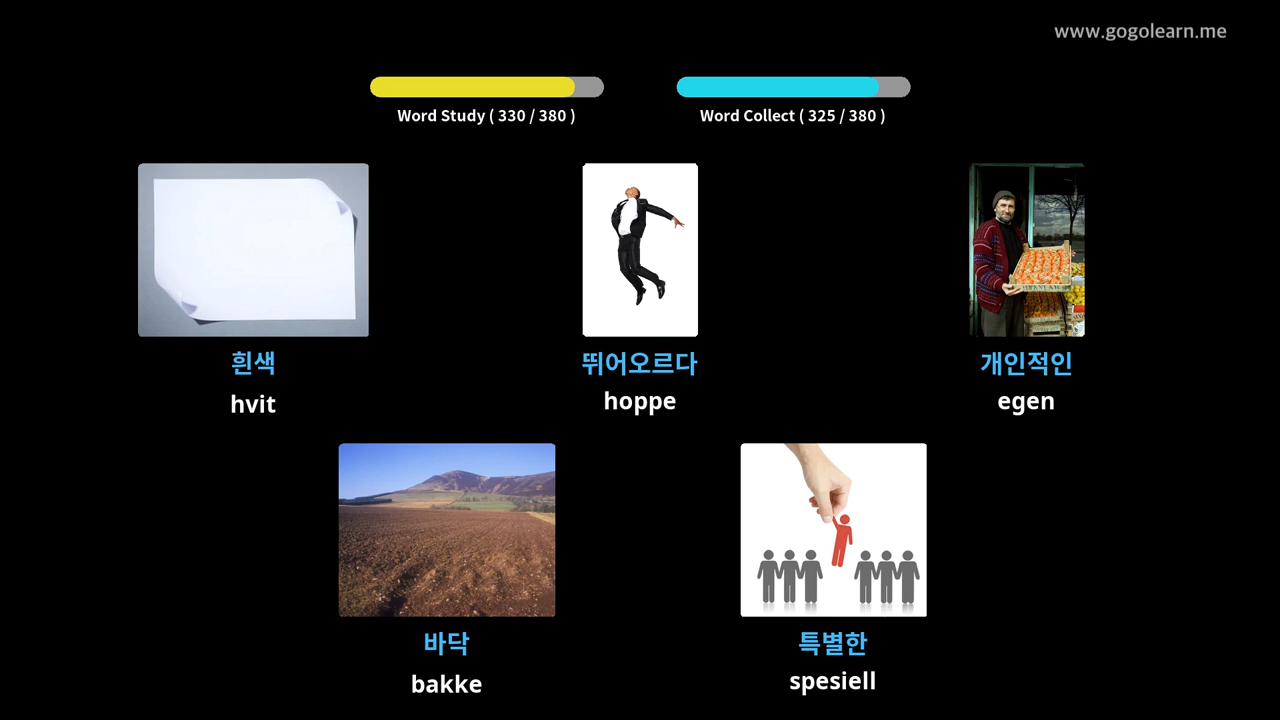 www.gogolearn.me
Word Study ( 330 / 380 )
Word Collect ( 325 / 380 )
흰색
hvit
뛰어오르다
hoppe
개인적인
egen
바닥
bakke
특별한
spesiell